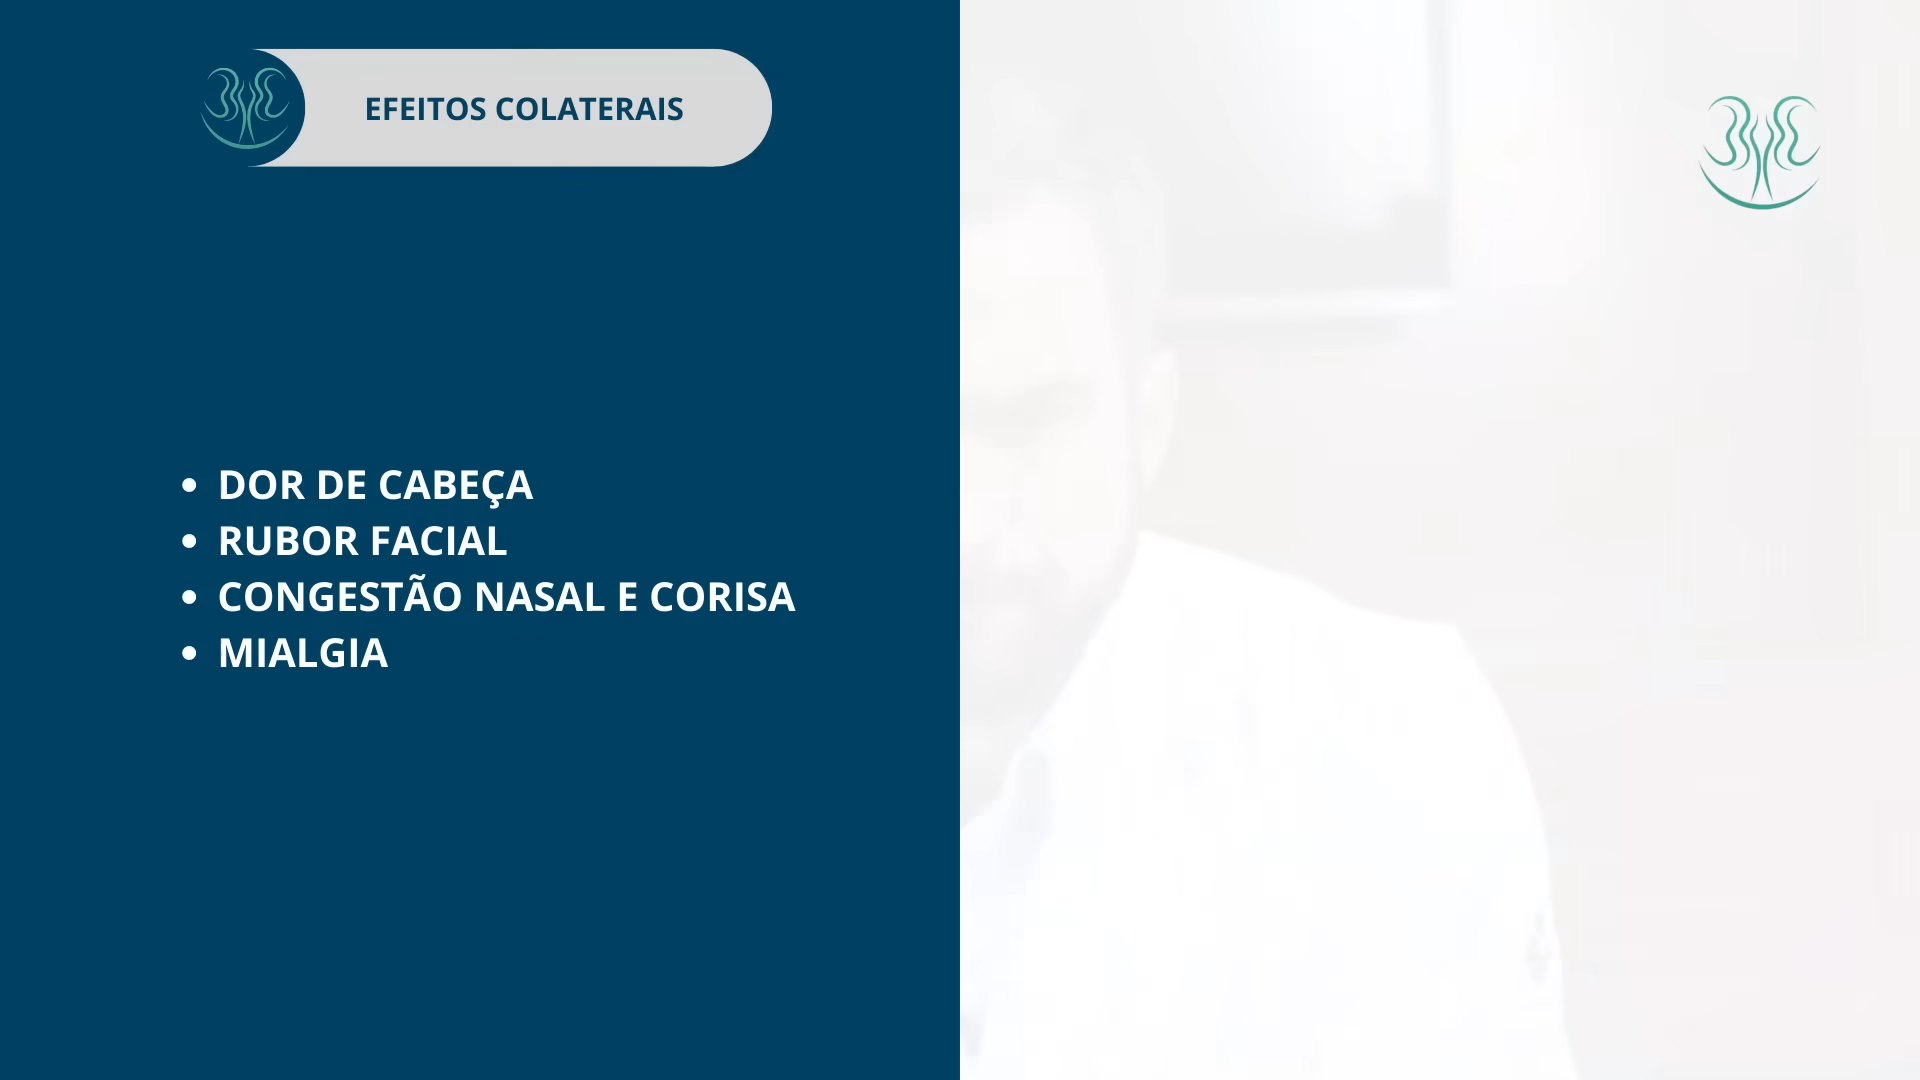 EFEITOS COLATERAIS
• DOR DE CABEÇA
• RUBOR FACIAL
• CONGESTÃO NASAL E CORISA
• MIALGIA